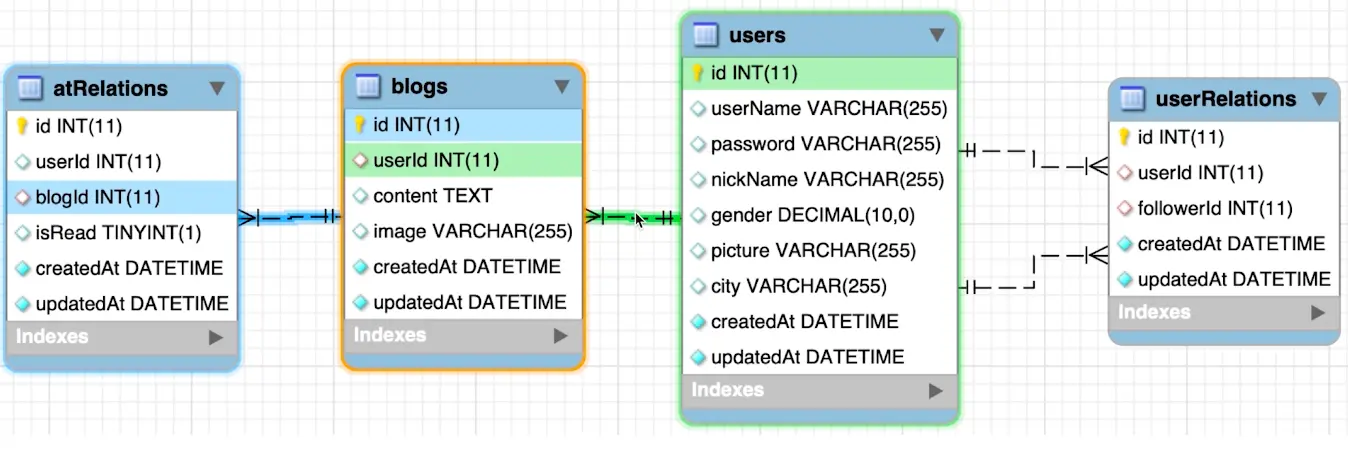 atRelations
id INT(11)
userId INT(11)
blogId INT(11)
isRead TINYINT(1)
createdAt DATETIME
updatedAt DATETIME
Indexes
blogs
id INT(11)
userId INT(11)
content TEXT
image VARCHAR(255)
createdAt DATETIME
updatedAt DATETIME
Indexes
users
id INT(11)
userName VARCHAR(255)
password VARCHAR(255)
nickName VARCHAR(255)
gender DECIMAL(10,0)
picture VARCHAR(255)
city VARCHAR(255)
createdAt DATETIME
updatedAt DATETIME
Indexes
userRelations
id INT(11)
userId INT(11)
followerId INT(11)
createdAt DATETIME
updatedAt DATETIME
Indexes